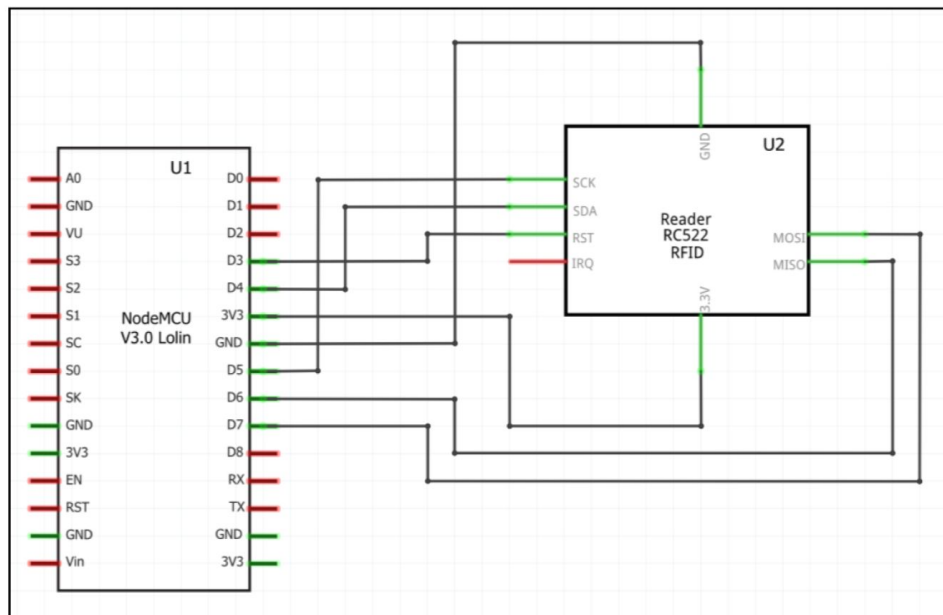 U1
A0
GND
VU
S3
S2
S1
SC
S0
SK
GND
3V3
EN
RST
GND
Vin
NodeMCU
V3.0 Lolin
D0
D1
D2
D3
D4
3V3
GND
D5
D6
D7
D8
RX
TX
GND
3V3
U2
GND
SCK
SDA
RST
IRQ
Reader
RC522
RFID
MOSI
MISO
3.3V